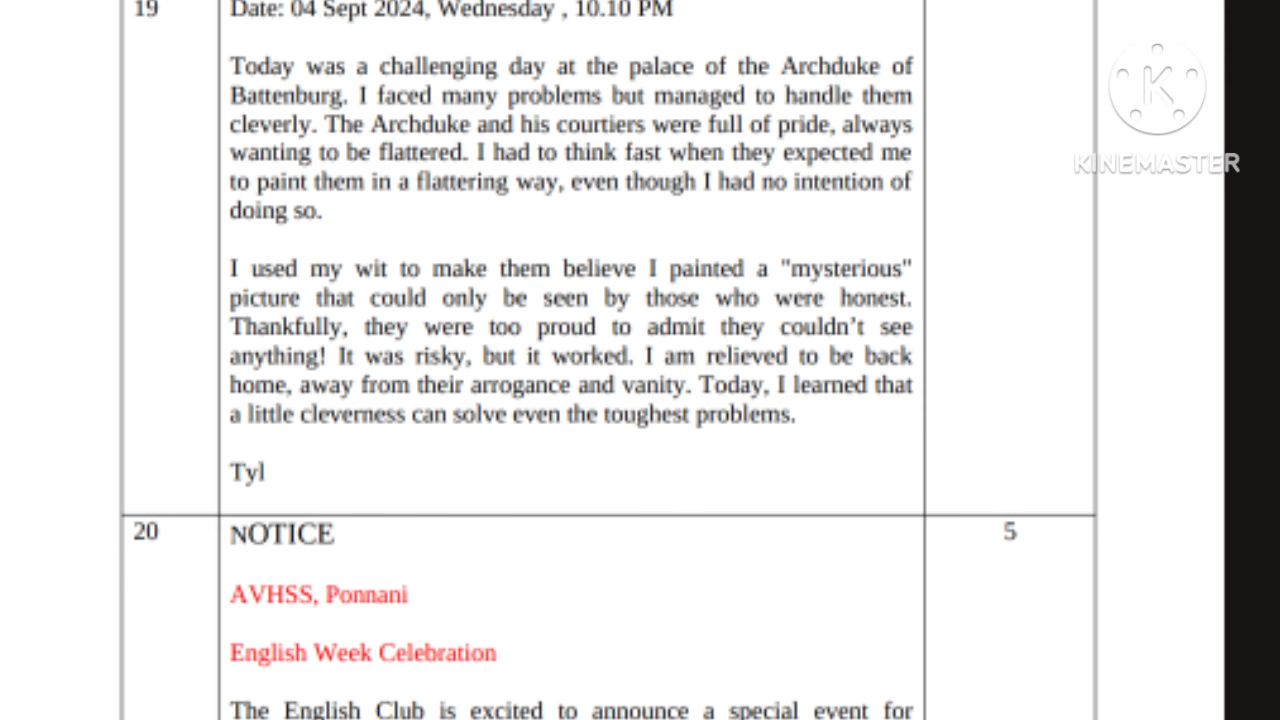 19 Date: 04 Sept 2024, Wednesday , 10.10 PM
Today was a challenging day at the palace of the Archduke of
Battenburg. I faced many problems but managed to handle them
cleverly. The Archduke and his courtiers were full of pride, always
wanting to be flattered. I had to think fast when they expected me
to paint them in a flattering way, even though I had no intention of
doing so.
I used my wit to make them believe I painted a "mysterious"
picture that could only be seen by those who were honest.
Thankfully, they were too proud to admit they couldn't see
anything! It was risky, but it worked. I am relieved to be back
home, away from their arrogance and vanity. Today, I learned that
a little cleverness can solve even the toughest problems.
Tyl
20 NOTICE 5
AVHSS, Ponnani
English Week Celebration
The English Club is excited to announce a special event for
K
KINEMASTER